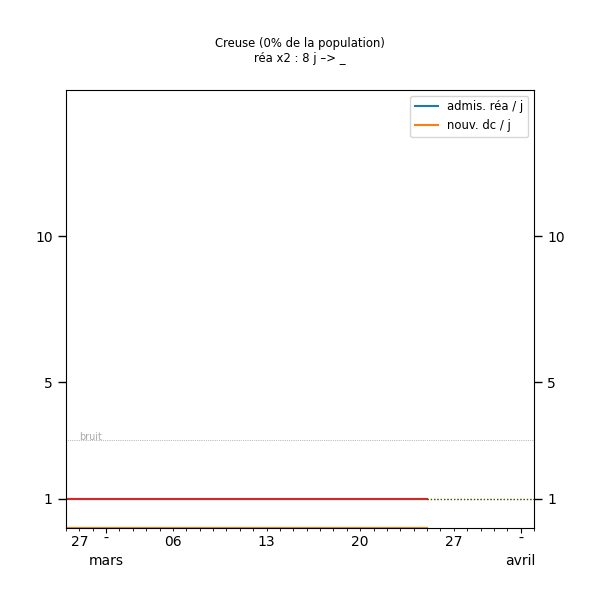 Creuse (0% de la population)
réa x2 : 8 j –> _
admis. réa / j
nouv. dc / j
10 10
5 5
bruit
1 1
27 - 06 13 20 27 -
mars avril